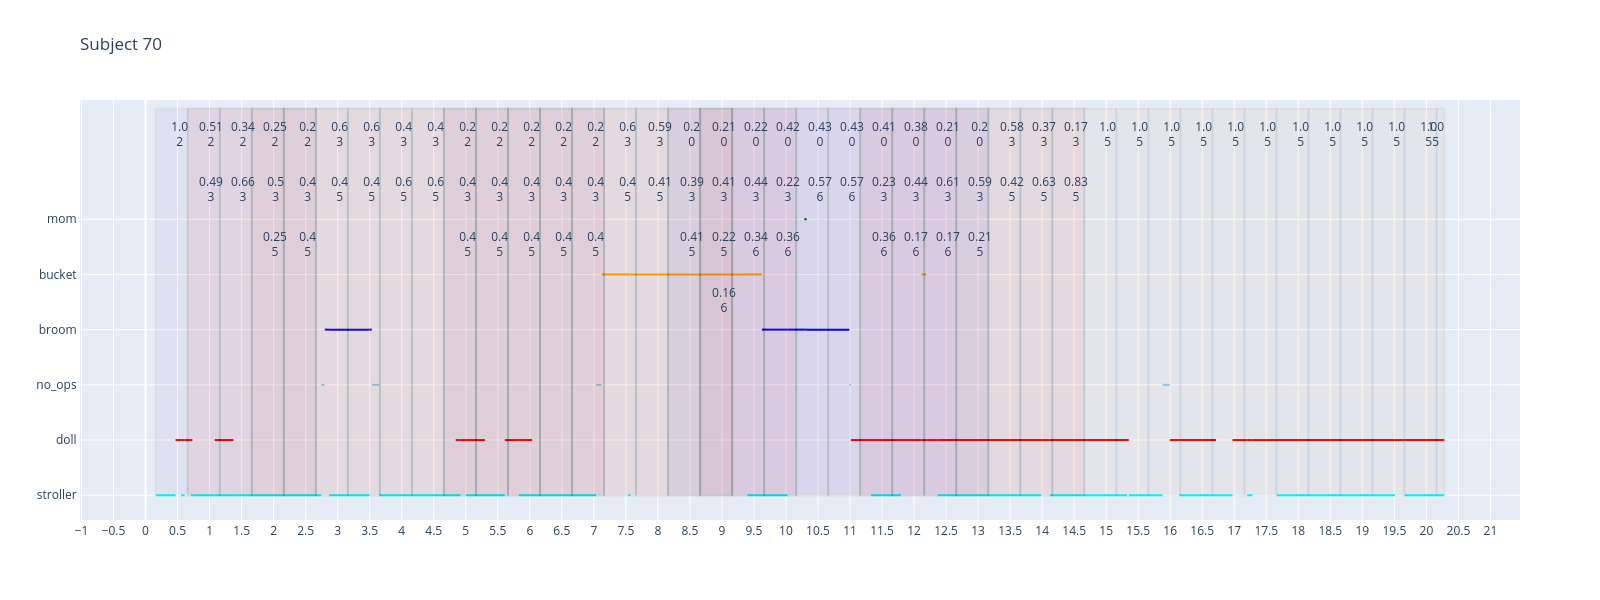 Subject 70
1.0 0.51 0.34 0.25 0.2 0.6 0.6 0.4 0.4 0.2 0.2 0.2 0.2 0.2 0.6 0.59 0.2 0.21 0.22 0.42 0.43 0.43 0.41 0.38 0.21 0.2 0.58 0.37 0.17 1.0 1.0 1.0 1.0 1.0 1.0 1.0 1.0 1.0 1.0
2 2 2 2 2 3 3 3 3 2 2 2 2 2 3 3 0 0 0 0 0 0 0 0 0 0 3 3 3 5 5 5 5 5 5 5 5 5 5 55
0.49 0.66 0.5 0.4 0.4 0.4 0.6 0.6 0.4 0.4 0.4 0.4 0.4 0.4 0.41 0.39 0.41 0.44 0.22 0.57 0.57 0.23 0.44 0.61 0.59 0.42 0.63 0.83
3 3 3 3 5 5 5 5 3 3 3 3 3 5 5 3 3 3 3 6 6 3 3 3 3 5 5 5
mom
0.25 0.4 0.4 0.4 0.4 0.4 0.4 0.41 0.22 0.34 0.36 0.36 0.17 0.17 0.21
5 5 5 5 5 5 5 5 5 6 6 6 6 6 5
bucket
0.16
6
broom
no_ops
doll
stroller
−1 −0.5 0 0.5 1 1.5 2 2.5 3 3.5 4 4.5 5 5.5 6 6.5 7 7.5 8 8.5 9 9.5 10 10.5 11 11.5 12 12.5 13 13.5 14 14.5 15 15.5 16 16.5 17 17.5 18 18.5 19 19.5 20 20.5 21